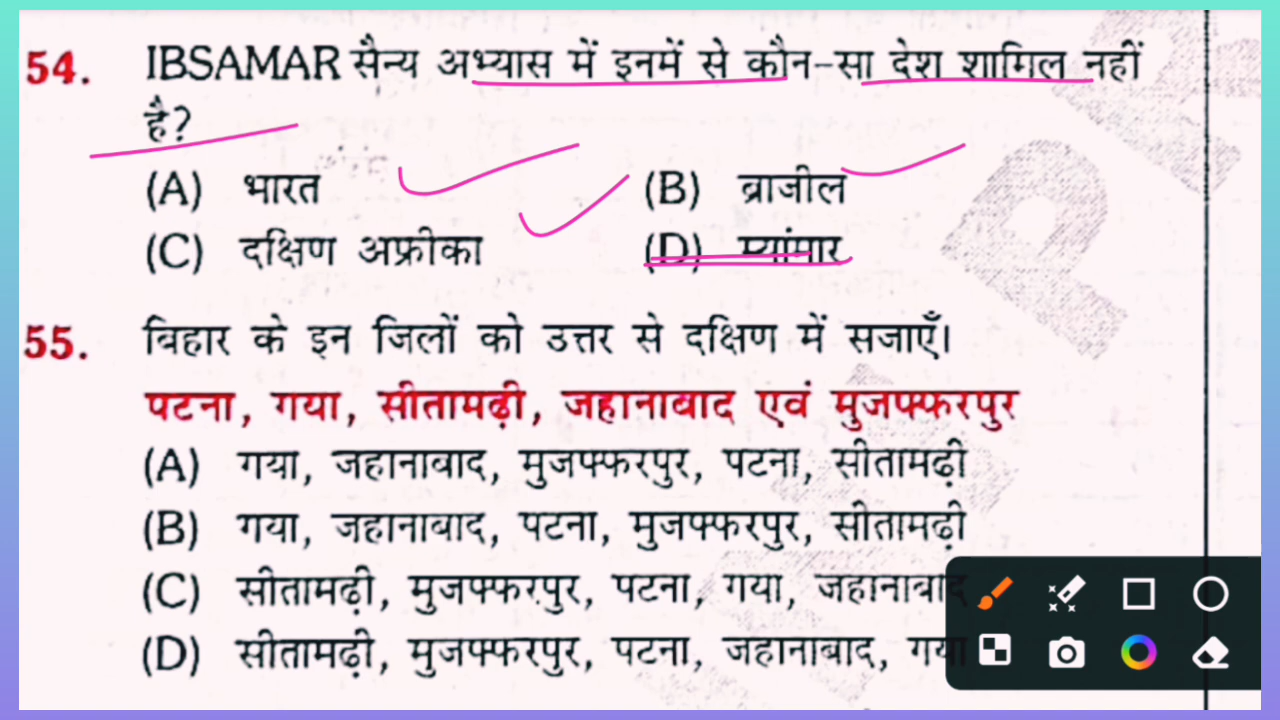 54. IBSAMAR सैन्य अभ्यास में इनमें से कौन-सा देश शामिल नहीं
है?
(A) भारत (B) ब्राजील
(C) दक्षिण अफ्रीका (D) म्यांमार
55. बिहार के इन जिलों को उत्तर से दक्षिण में सजाएँ।
पटना, गया, सीतामढ़ी, जहानाबाद एवं मुजफ्फरपुर
(A) गया, जहानाबाद, मुजफ्फरपुर, पटना, सीतामढ़ी
(B) गया, जहानाबाद, पटना, मुजफ्फरपुर, सीतामढ़ी
(C) सीतामढ़ी, मुजफ्फरपुर, पटना, गया, जहानाबाद
(D) सीतामढ़ी, मुजफ्फरपुर, पटना, जहानाबाद, गया